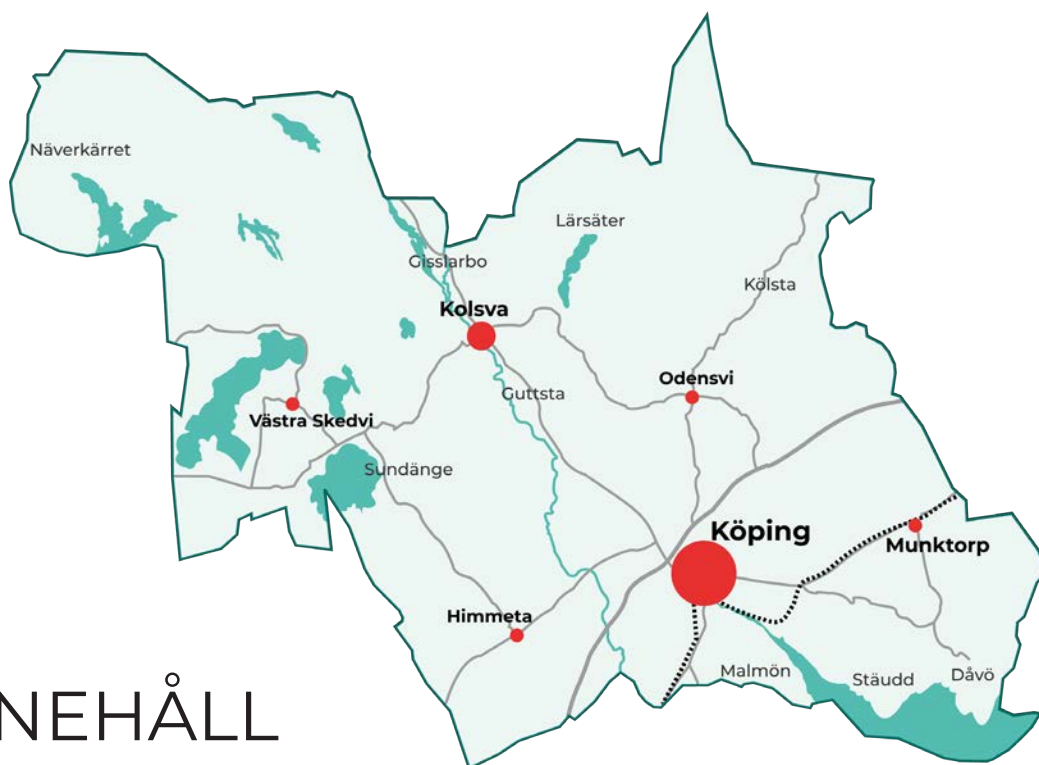 Näverkärret
Lärsäter
Gisslarbo
Kölsta
Kolsva
Odensvi
Guttsta
Västra Skedvi
Sundänge
Köping
Munktorp
Himmeta
Malmön
Stäudd
Dåvö
NEHÅLL